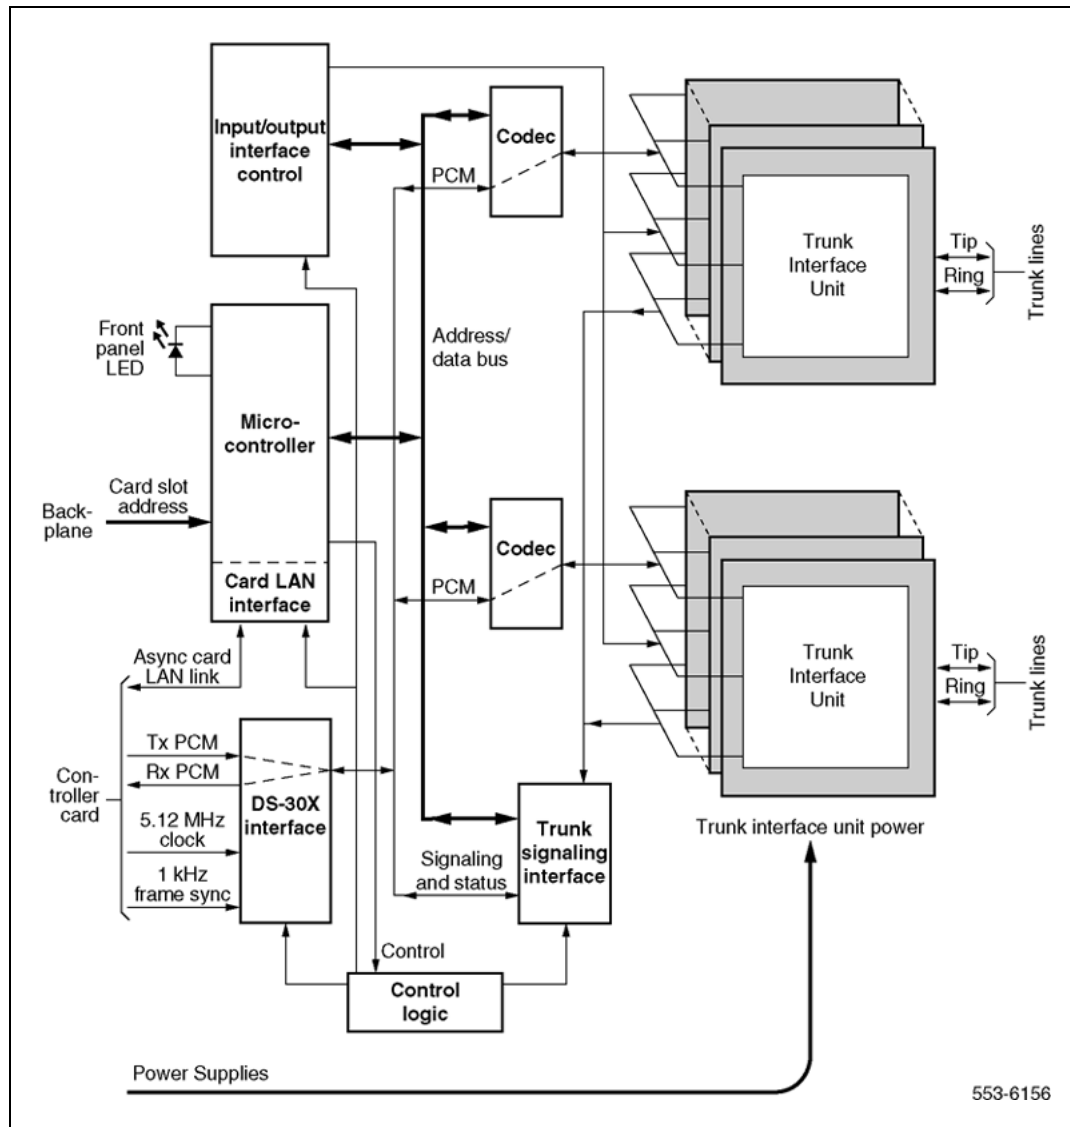 Input/output
interface
control
Codec
PCM
Trunk
Interface
Unit
Tip
Ring
Trunk lines
Front
panel
LED
Address/
data bus
Micro-
controller
Card slot
address
Back-
plane
Codec
PCM
Card LAN
interface
Trunk
Interface
Unit
Tip
Ring
Trunk lines
Async card
LAN link
Tx PCM
Rx PCM
Con-
troller
card
DS-30X
interface
5.12 MHz
clock
1 kHz
frame sync
Trunk
signaling
interface
Signaling
and status
Trunk interface unit power
Control
Control
logic
Power Supplies
553-6156